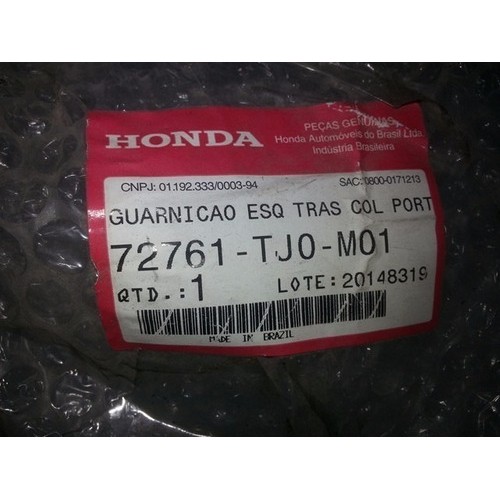 HONDA
PEÇAS GENUÍNAS
Honda Automóveis do Brasil Ltda.
Indústria Brasileira
CNPJ: 01.192.333/0003-94
SAC: 0800-0171213
GUARNICAO ESQ TRAS COL PORT
72761-TJ0-M01
QTD.: 1
LOTE: 20148319
MADE IN BRAZIL